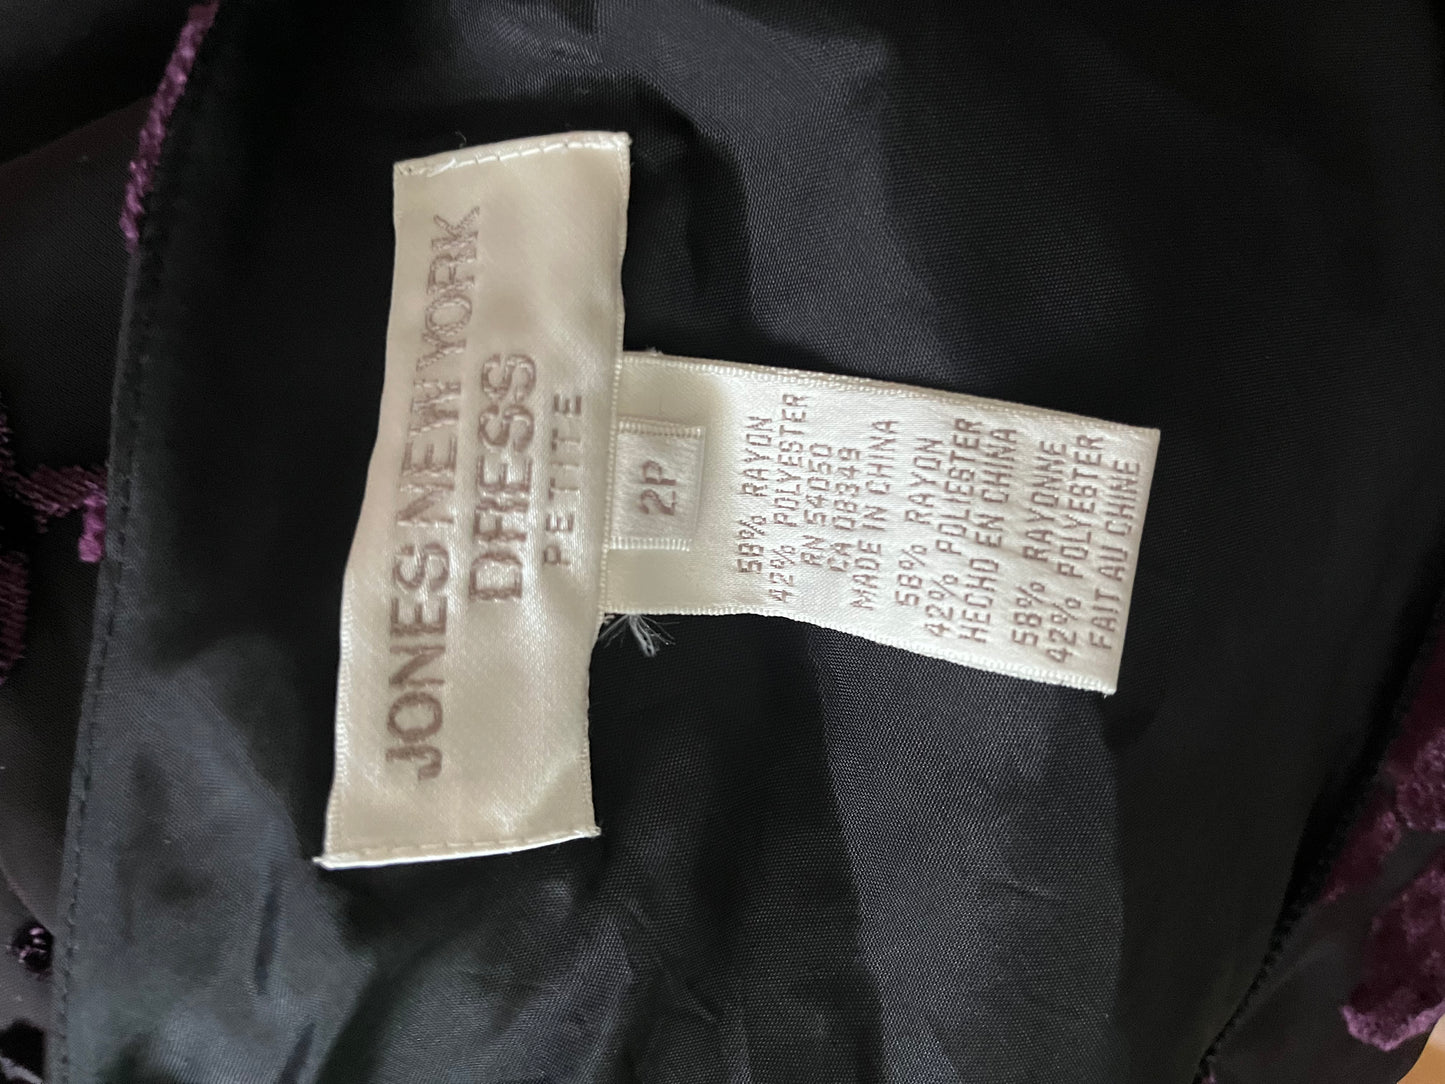 JONES NEW YORK
DRESS
PETITE
2P
58% RAYON
42% POLYESTER
RN 54050
CA 08349
MADE IN CHINA
58% RAYON
42% POLIESTER
HECHO EN CHINA
58% RAYONNE
42% POLYESTER
FAIT AU CHINE